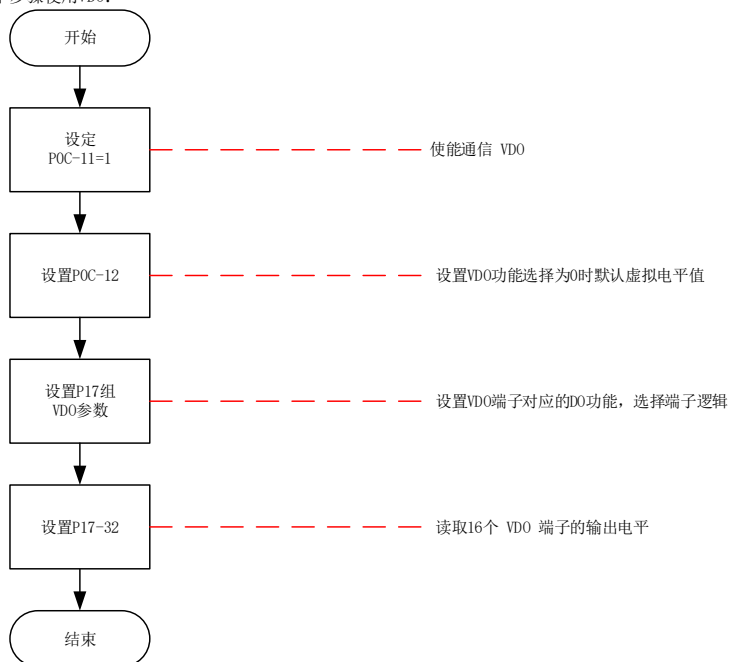 开始
设定
P0C-11=1
使能通信 VDO
设置P0C-12
设置VDO功能选择为0时默认虚拟电平值
设置P17组
VDO参数
设置VDO端子对应的DO功能，选择端子逻辑
设置P17-32
读取16个 VDO 端子的输出电平
结束